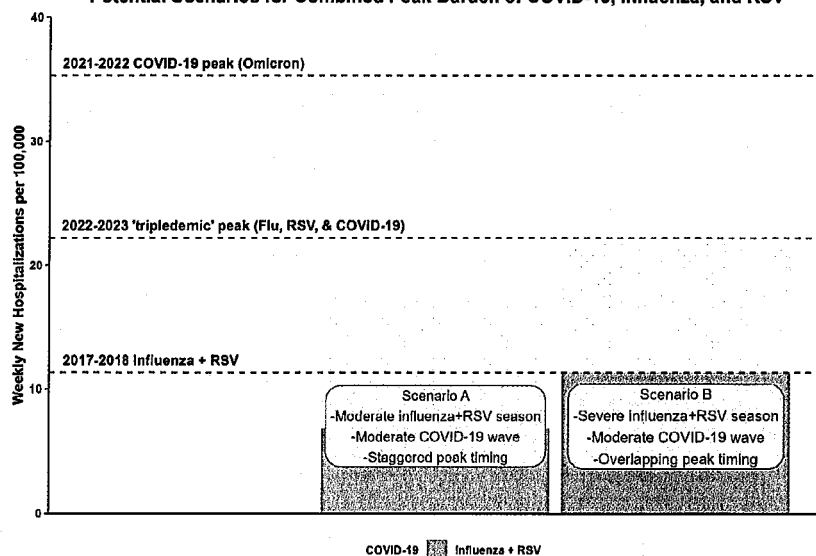 Potential Scenarios for Combined Peak Burden of COVID-19, Influenza, and RSV
40
2021-2022 COVID-19 peak (Omicron)
30
2022-2023 'tripledemic' peak (Flu, RSV, & COVID-19)
20
2017-2018 Influenza + RSV
10
0
Weekly New Hospitalizations per 100,000
Scenario A
-Moderate influenza+RSV season
-Moderate COVID-19 wave
-Staggered peak timing
Scenario B
-Severe Influenza+RSV season
-Moderate COVID-19 wave
-Overlapping peak timing
COVID-19 Influenza + RSV